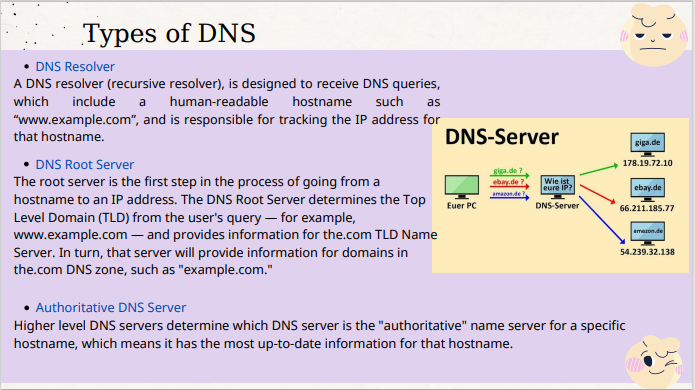 Types of DNS
• DNS Resolver
A DNS resolver (recursive resolver), is designed to receive DNS queries,
which include a human-readable hostname such as
“www.example.com”, and is responsible for tracking the IP address for
that hostname.
• DNS Root Server
The root server is the first step in the process of going from a
hostname to an IP address. The DNS Root Server determines the Top
Level Domain (TLD) from the user's query — for example,
www.example.com — and provides information for the.com TLD Name
Server. In turn, that server will provide information for domains in
the.com DNS zone, such as "example.com."
• Authoritative DNS Server
Higher level DNS servers determine which DNS server is the "authoritative" name server for a specific
hostname, which means it has the most up-to-date information for that hostname.
DNS-Server
giga.de ?
ebay.de ?
amazon.de ?
Euer PC
Wie ist
eure IP?
DNS-Server
giga.de
178.19.72.10
ebay.de
66.211.185.77
amazon.de
54.239.32.138